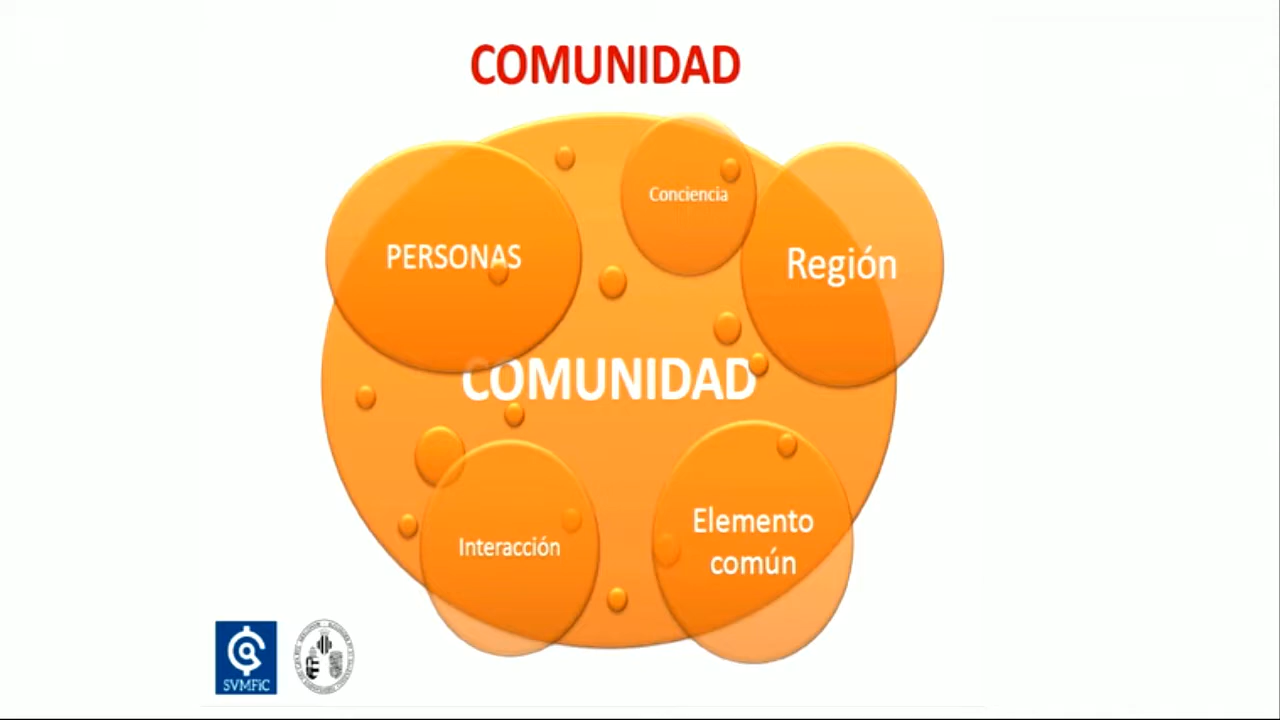 COMUNIDAD
Conciencia
PERSONAS
Región
COMUNIDAD
Elemento
común
Interacción
SVMFiC